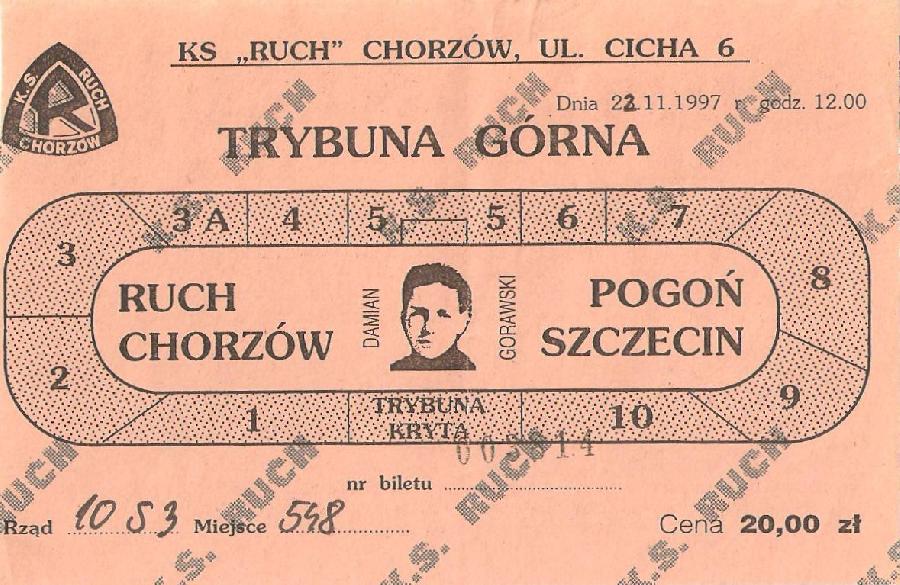 KS „RUCH” CHORZÓW, UL. CICHA 6
K.S RUCH CHORZÓW
Dnia 22.11.1997 r. godz. 12.00
TRYBUNA GÓRNA
3 3A 4 5 5 6 7 8
RUCH CHORZÓW
DAMIAN GORAWSKI
POGOŃ SZCZECIN
2 1 TRYBUNA KRYTA 10 9
nr biletu
Rząd 10 S3 Miejsce 548
Cena 20,00 zł
K.S. RUCH